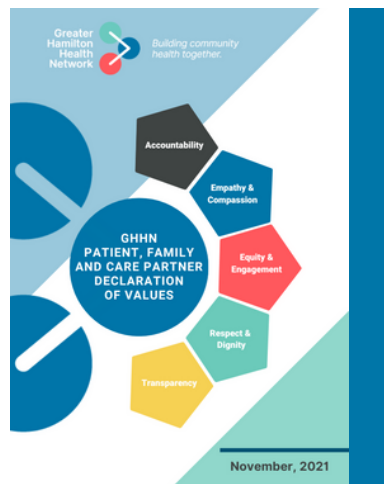 Greater
Hamilton
Health
Network
Building community
health together.
Accountability
Empathy &
Compassion
GHHN
PATIENT, FAMILY
AND CARE PARTNER
DECLARATION
OF VALUES
Equity &
Engagement
Respect &
Dignity
Transparency
November, 2021